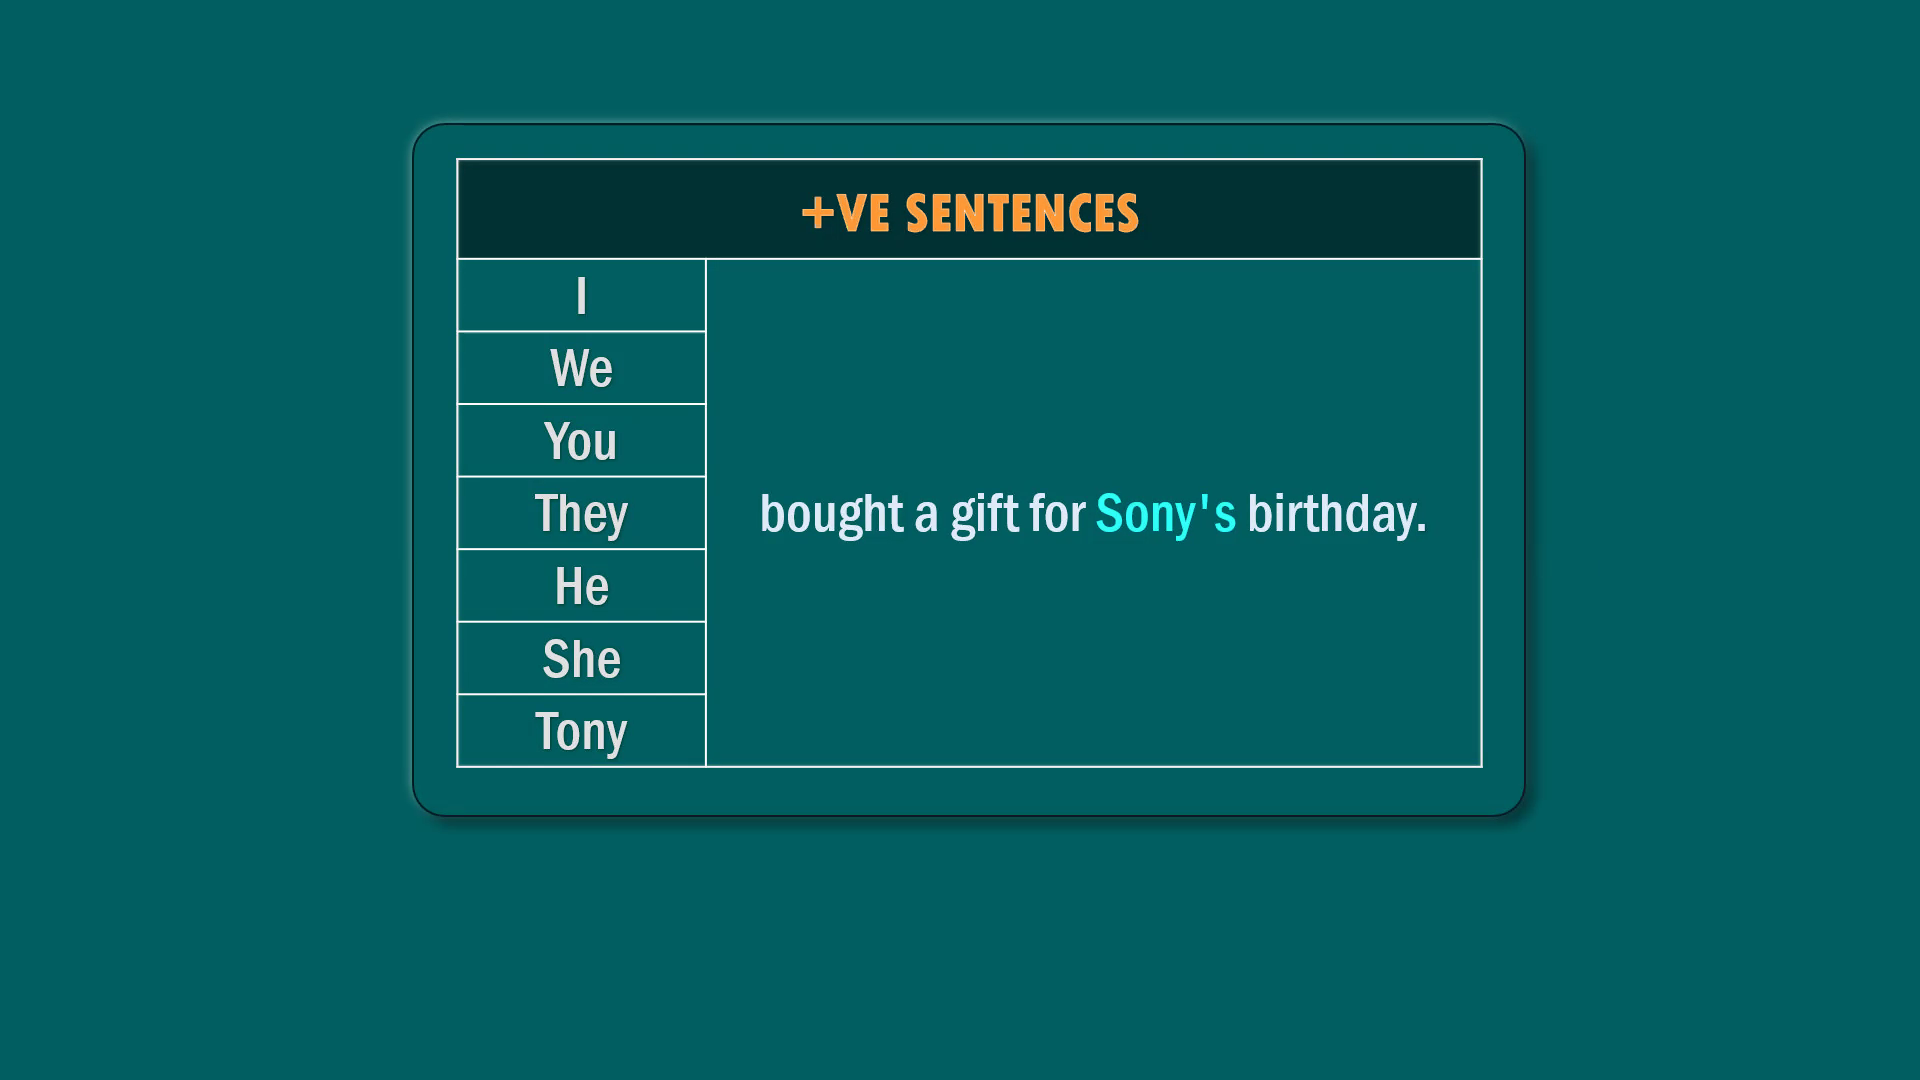 +VE SENTENCES
I
We
You
They
bought a gift for Sony's birthday.
He
She
Tony